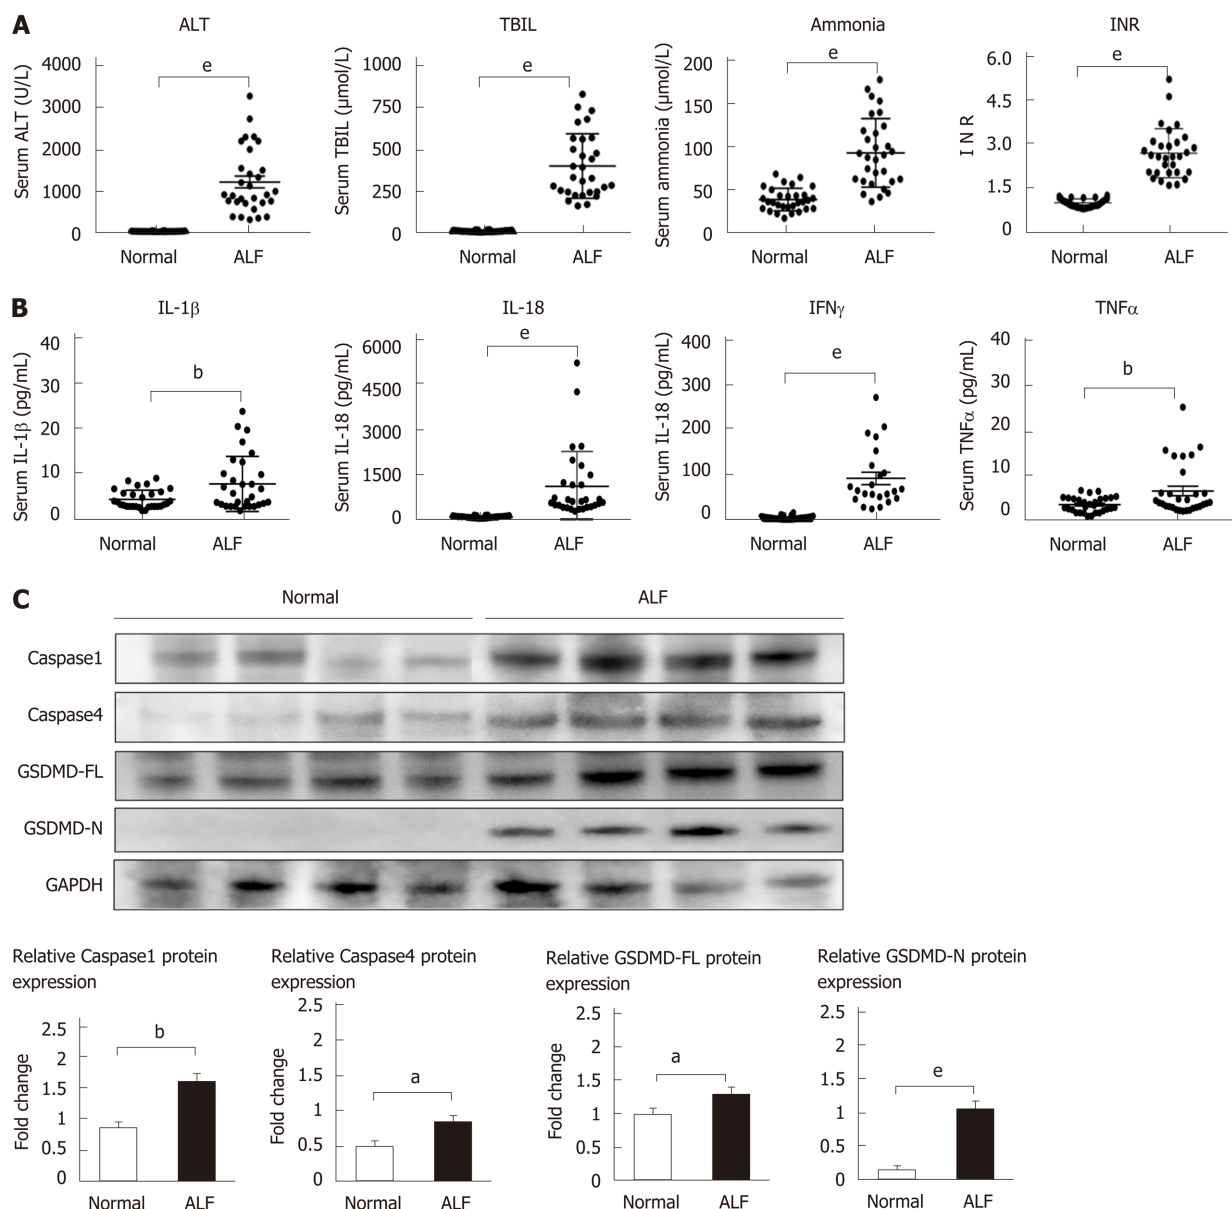 A
ALT
Serum ALT (U/L)
4000
3000
2000
1000
0
e
Normal
ALF
TBIL
Serum TBIL (μmol/L)
1000
750
500
250
0
e
Normal
ALF
Ammonia
Serum ammonia (μmol/L)
200
150
100
50
0
e
Normal
ALF
INR
I N R
6.0
4.5
3.0
1.5
0
e
Normal
ALF
B
IL-1β
Serum IL-1β (pg/mL)
40
30
20
10
0
b
Normal
ALF
IL-18
Serum IL-18 (pg/mL)
6000
4500
3000
1500
0
e
Normal
ALF
IFNγ
Serum IL-18 (pg/mL)
400
300
200
100
0
e
Normal
ALF
TNFα
Serum TNFα (pg/mL)
40
30
20
10
0
b
Normal
ALF
C
Normal
ALF
Caspase1
Caspase4
GSDMD-FL
GSDMD-N
GAPDH
Relative Caspase1 protein
expression
Fold change
2.5
2
1.5
1
0.5
0
b
Normal
ALF
Relative Caspase4 protein
expression
Fold change
2.5
2
1.5
1
0.5
0
a
Normal
ALF
Relative GSDMD-FL protein
expression
Fold change
2.5
2
1.5
1
0.5
0
a
Normal
ALF
Relative GSDMD-N protein
expression
2.5
2
1.5
1
0.5
0
e
Normal
ALF